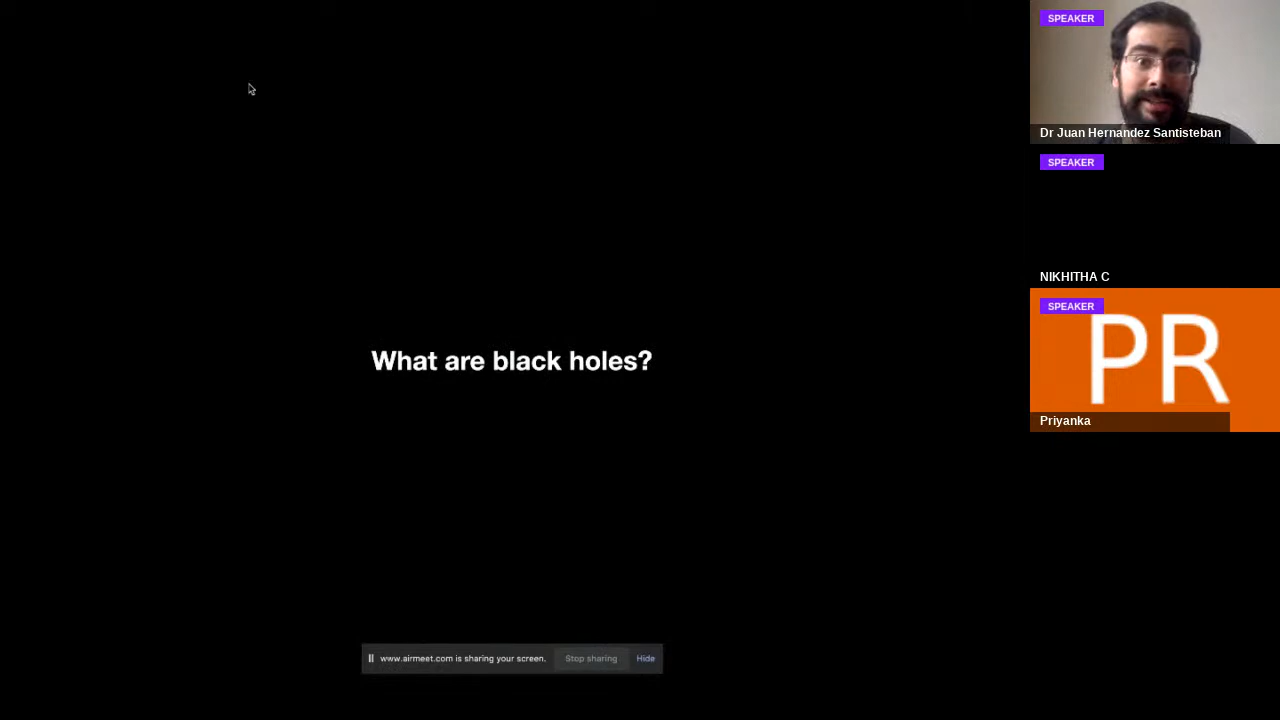 What are black holes?
www.airmeet.com is sharing your screen. Stop sharing Hide
SPEAKER
Dr Juan Hernandez Santisteban
SPEAKER
NIKHITHA C
SPEAKER
PR
Priyanka